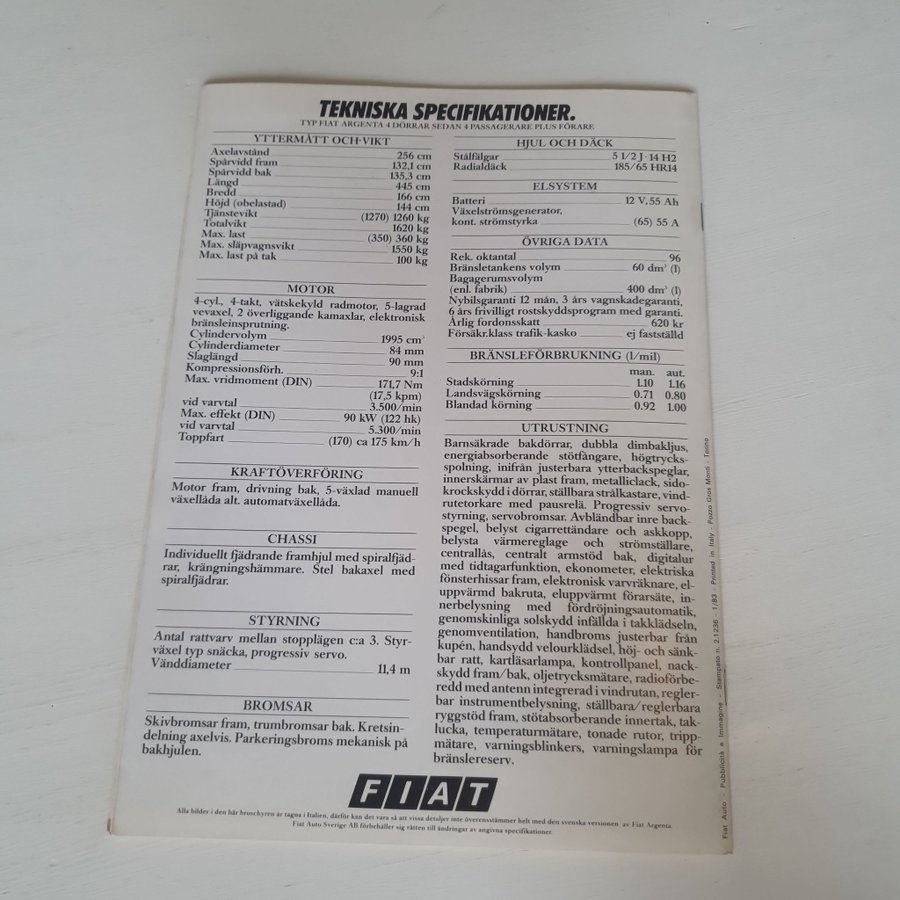 TEKNISKA SPECIFIKATIONER.
TYP FIAT ARGENTA 4 DÖRRAR SEDAN 4 PASSAGERARE PLUS FÖRARE
YTTERMÅTT OCH VIKT
Axelavstånd 256 cm
Spårvidd fram 132,1 cm
Spårvidd bak 135,3 cm
Längd 445 cm
Bredd 166 cm
Höjd (obelastad) 144 cm
Tjänstevikt (1270) 1260 kg
Totalvikt 1620 kg
Max. last (350) 360 kg
Max. släpvagnsvikt 1550 kg
Max. last på tak 100 kg
MOTOR
4-cyl., 4-takt, vätskekyld radmotor, 5-lagrad
vevaxel, 2 överliggande kamaxlar, elektronisk
bränsleinsprutning.
Cylindervolym 1995 cm³
Cylinderdiameter 84 mm
Slaglängd 90 mm
Kompressionsförh. 9:1
Max. vridmoment (DIN) 171,7 Nm
(17,5 kpm)
vid varvtal 3.500/min
Max. effekt (DIN) 90 kW (122 hk)
vid varvtal 5.300/min
Toppfart (170) ca 175 km/h
KRAFTÖVERFÖRING
Motor fram, drivning bak, 5-växlad manuell
växellåda alt. automatväxellåda.
CHASSI
Individuellt fjädrande framhjul med spiralfjäd-
rar, krängningshämmare. Stel bakaxel med
spiralfjädrar.
STYRNING
Antal rattvarv mellan stopplägen c:a 3. Styr-
växel typ snäcka, progressiv servo.
Vänddiameter 11,4 m
BROMSAR
Skivbromsar fram, trumbromsar bak. Kretsin-
delning axelvis. Parkeringsbroms mekanisk på
bakhjulen.
HJUL OCH DÄCK
Stålfälgar 5 1/2 J · 14 H2
Radialdäck 185/65 HR14
ELSYSTEM
Batteri 12 V, 55 Ah
Växelströmsgenerator,
kont. strömstyrka (65) 55 A
ÖVRIGA DATA
Rek. oktantal 96
Bränsletankens volym 60 dm³ (l)
Bagagerumsvolym
(enl. fabrik) 400 dm³ (l)
Nybilsgaranti 12 mån, 3 års vagnskadegaranti,
6 års frivilligt rostskyddsprogram med garanti.
Årlig fordonsskatt 620 kr
Försäkr.klass trafik-kasko ej fastställd
BRÄNSLEFÖRBRUKNING (l/mil)
man. aut.
Stadskörning 1.10 1.16
Landsvägskörning 0.71 0.80
Blandad körning 0.92 1.00
UTRUSTNING
Barnsäkrade bakdörrar, dubbla dimbakljus,
energiabsorberande stötfångare, högtrycks-
spolning, inifrån justerbara ytterbackspeglar,
innerskärmar av plast fram, metalliclack, sido-
krockskydd i dörrar, ställbara strålkastare, vind-
rutetorkare med pausrelä. Progressiv servo-
styrning, servobromsar. Avbländbar inre back-
spegel, belyst cigarrettändare och askkopp,
belysta värmereglage och strömställare,
centrallås, centralt armstöd bak, digitalur
med tidtagarfunktion, ekonometer, elektriska
fönsterhissar fram, elektronisk varvräknare, el-
uppvärmd bakruta, eluppvärmt förarsäte, in-
nerbelysning med fördröjningsautomatik,
genomskinliga solskydd infällda i takklädseln,
genomventilation, handbroms justerbar från
kupén, handsydd velourklädsel, höj- och sänk-
bar ratt, kartläsarlampa, kontrollpanel, nack-
skydd fram/bak, oljetrycksmätare, radioförbe-
redd med antenn integrerad i vindrutan, regler-
bar instrumentbelysning, ställbara/reglerbara
ryggstöd fram, stötabsorberande innertak, tak-
lucka, temperaturmätare, tonade rutor, tripp-
mätare, varningsblinkers, varningslampa för
bränslereserv.
FIAT
Alla bilder i den här broschyren är tagna i Italien, därför kan det vara så att vissa detaljer inte överensstämmer helt med den svenska versionen av Fiat Argenta.
Fiat Auto Sverige AB förbehåller sig rätten till ändringar av angivna specifikationer.
Fiat Auto - Pubblicità e Immagine - Stampato n. 2.1236 - 1/83 - Printed in Italy - Pozzo Gros Monti - Torino